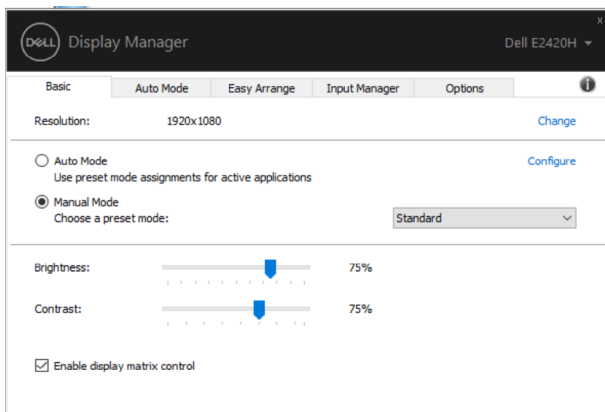 DELL Display Manager
Dell E2420H
x
Basic Auto Mode Easy Arrange Input Manager Options i
Resolution: 1920x1080 Change
Auto Mode Configure
Use preset mode assignments for active applications
Manual Mode
Choose a preset mode: Standard
Brightness: 75%
Contrast: 75%
Enable display matrix control